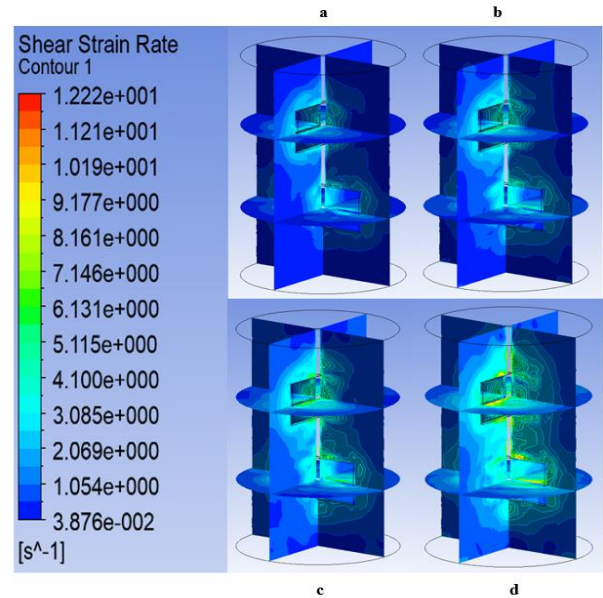 a b
Shear Strain Rate
Contour 1
1.222e+001
1.121e+001
1.019e+001
9.177e+000
8.161e+000
7.146e+000
6.131e+000
5.115e+000
4.100e+000
3.085e+000
2.069e+000
1.054e+000
3.876e-002
[s^-1]
c d